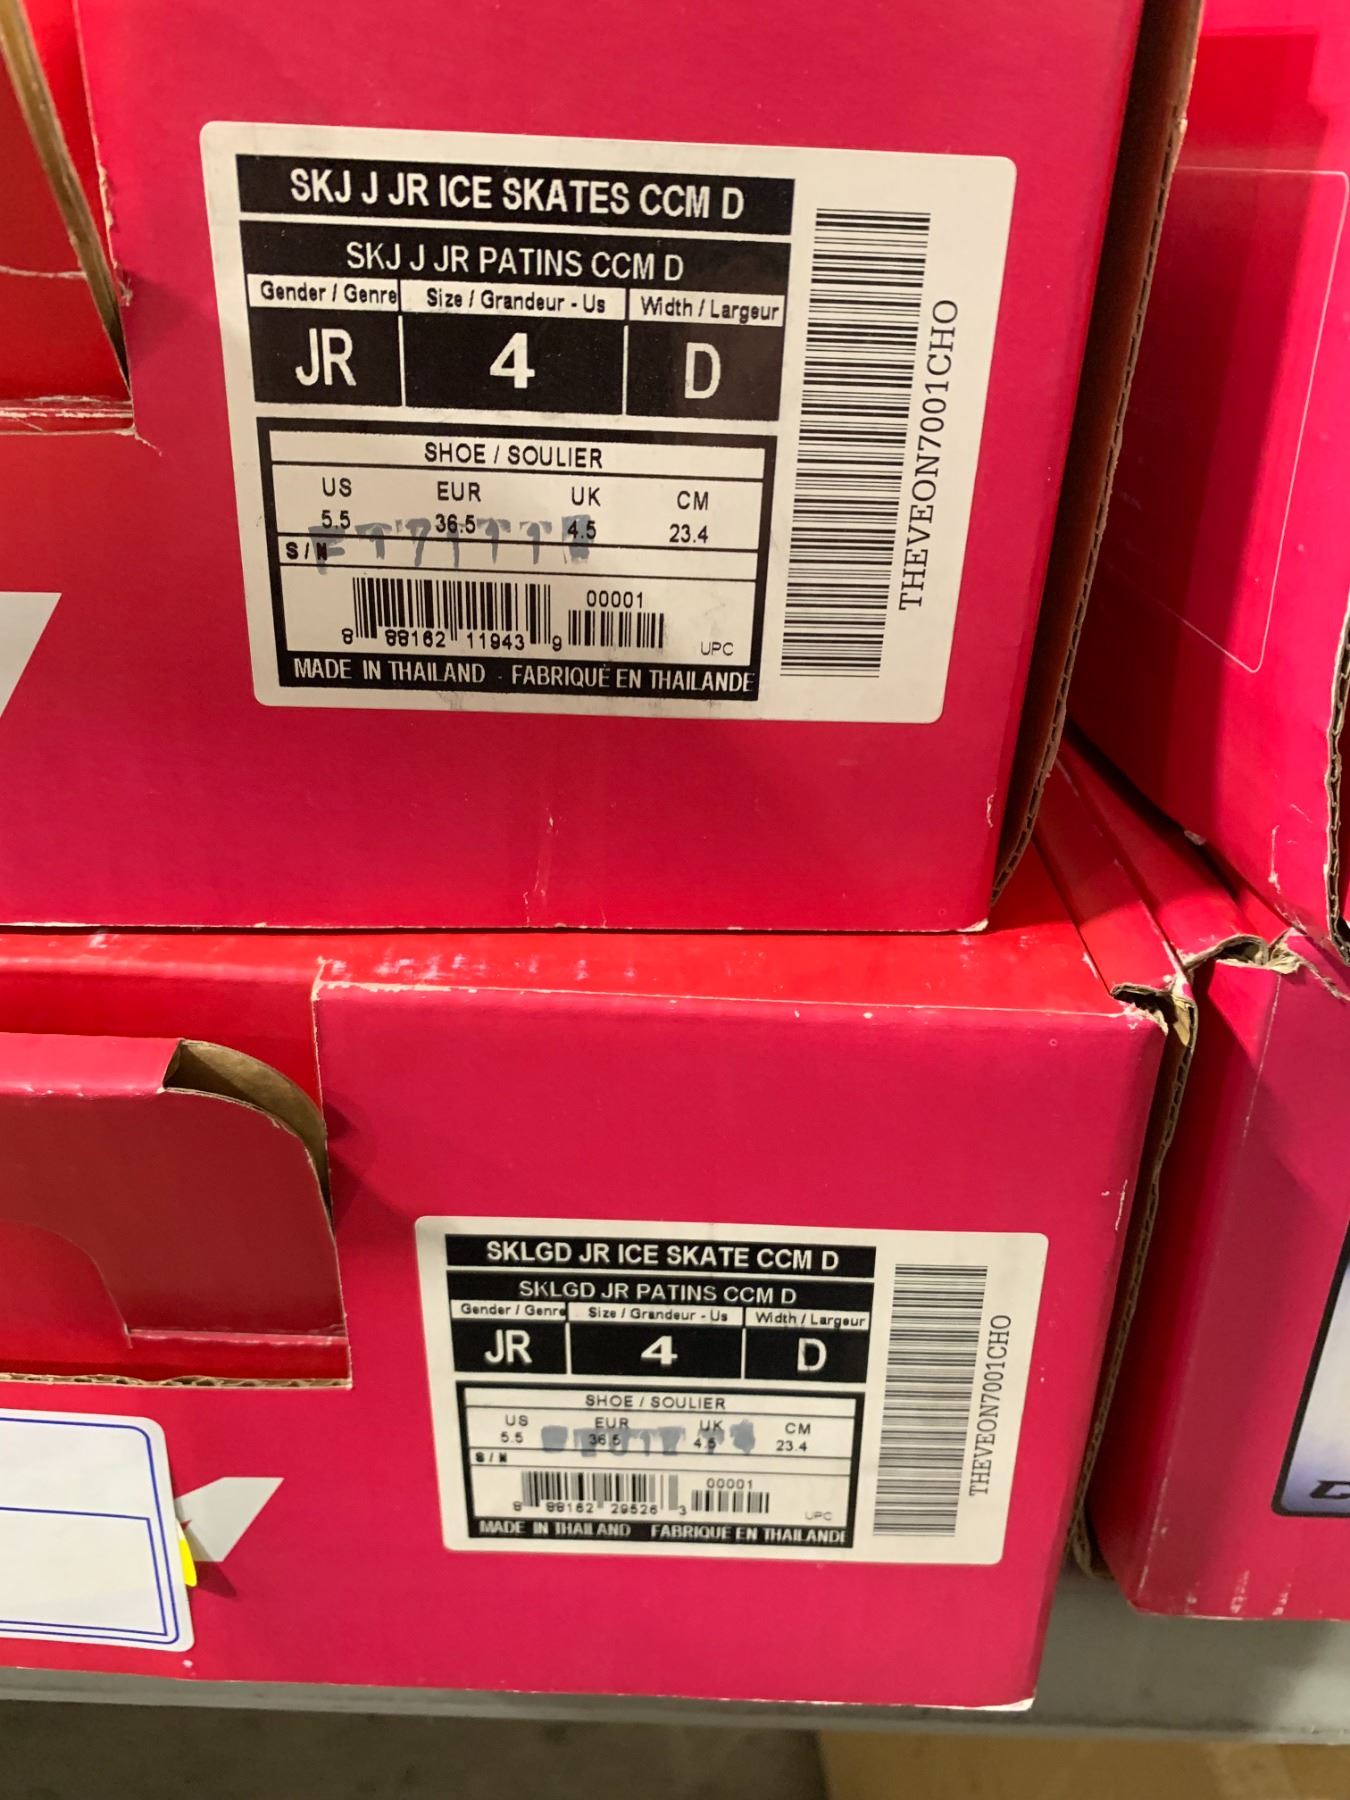 SKJ J JR ICE SKATES CCM D
SKJ J JR PATINS CCM D
Gender / Genre Size / Grandeur - Us Width / Largeur
JR 4 D
SHOE / SOULIER
US EUR UK CM
5.5 36.5 4.5 23.4
S / N
00001
8 88162 11943 9
UPC
MADE IN THAILAND - FABRIQUÉ EN THAILANDE
THEVEON7001CHO
SKLGD JR ICE SKATE CCM D
SKLGD JR PATINS CCM D
Gender / Genre Size / Grandeur - Us Width / Largeur
JR 4 D
SHOE / SOULIER
US EUR UK CM
5.5 36.5 4.5 23.4
S / N
00001
8 88162 29526 3
UPC
MADE IN THAILAND FABRIQUÉ EN THAILANDE
THEVEON7001CHO